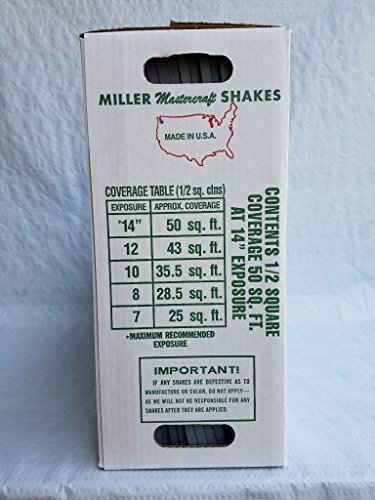 MILLER Mastercraft SHAKES
MADE IN U.S.A.
COVERAGE TABLE (1/2 sq. ctns)
EXPOSURE APPROX. COVERAGE
*14" 50 sq. ft.
12 43 sq. ft.
10 35.5 sq. ft.
8 28.5 sq. ft.
7 25 sq. ft.
*MAXIMUM RECOMMENDED
EXPOSURE
CONTENTS 1/2 SQUARE
COVERAGE 50 SQ. FT.
AT 14" EXPOSURE
IMPORTANT!
IF ANY SHAKES ARE DEFECTIVE AS TO
MANUFACTURE OR COLOR, DO NOT APPLY—
AS WE WILL NOT BE RESPONSIBLE FOR ANY
SHAKES AFTER THEY ARE APPLIED.